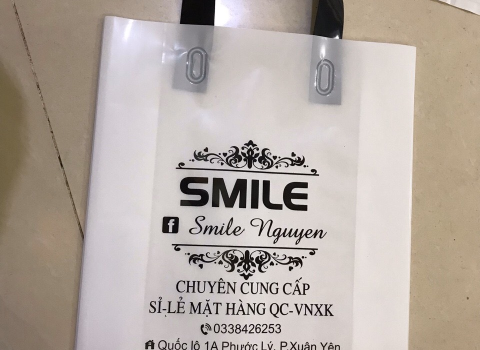 SMILE
Smile Nguyen
CHUYÊN CUNG CẤP
SỈ-LẺ MẶT HÀNG QC-VNXK
0338426253
Quốc lộ 1A Phước Lý, P.Xuân Yên